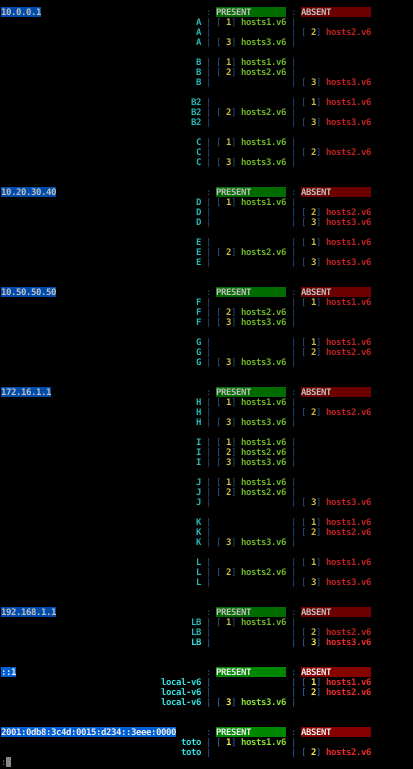 10.0.0.1 : PRESENT : ABSENT
A | [ 1] hosts1.v6 |
A | | [ 2] hosts2.v6
A | [ 3] hosts3.v6 |
B | [ 1] hosts1.v6 |
B | [ 2] hosts2.v6 |
B | | [ 3] hosts3.v6
B2 | | [ 1] hosts1.v6
B2 | [ 2] hosts2.v6 |
B2 | | [ 3] hosts3.v6
C | [ 1] hosts1.v6 |
C | | [ 2] hosts2.v6
C | [ 3] hosts3.v6 |
10.20.30.40 : PRESENT : ABSENT
D | [ 1] hosts1.v6 |
D | | [ 2] hosts2.v6
D | | [ 3] hosts3.v6
E | | [ 1] hosts1.v6
E | [ 2] hosts2.v6 |
E | | [ 3] hosts3.v6
10.50.50.50 : PRESENT : ABSENT
F | | [ 1] hosts1.v6
F | [ 2] hosts2.v6 |
F | [ 3] hosts3.v6 |
G | | [ 1] hosts1.v6
G | | [ 2] hosts2.v6
G | [ 3] hosts3.v6 |
172.16.1.1 : PRESENT : ABSENT
H | [ 1] hosts1.v6 |
H | | [ 2] hosts2.v6
H | [ 3] hosts3.v6 |
I | [ 1] hosts1.v6 |
I | [ 2] hosts2.v6 |
I | [ 3] hosts3.v6 |
J | [ 1] hosts1.v6 |
J | [ 2] hosts2.v6 |
J | | [ 3] hosts3.v6
K | | [ 1] hosts1.v6
K | | [ 2] hosts2.v6
K | [ 3] hosts3.v6 |
L | | [ 1] hosts1.v6
L | [ 2] hosts2.v6 |
L | | [ 3] hosts3.v6
192.168.1.1 : PRESENT : ABSENT
LB | [ 1] hosts1.v6 |
LB | | [ 2] hosts2.v6
LB | | [ 3] hosts3.v6
::1 : PRESENT : ABSENT
local-v6 | | [ 1] hosts1.v6
local-v6 | | [ 2] hosts2.v6
local-v6 | [ 3] hosts3.v6 |
2001:0db8:3c4d:0015:d234::3eee:0000 : PRESENT : ABSENT
toto | [ 1] hosts1.v6 |
toto | | [ 2] hosts2.v6
: